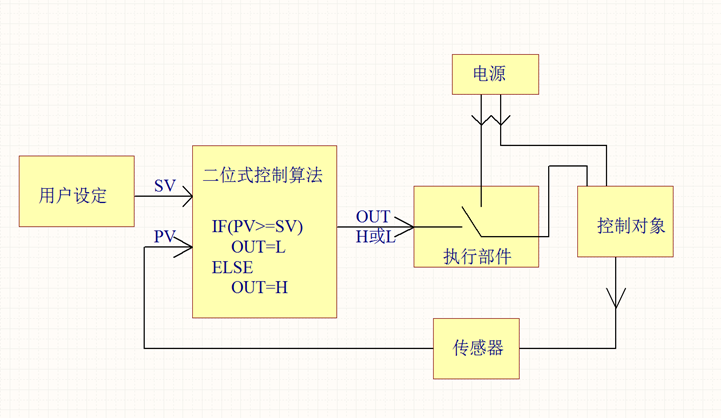 电源
用户设定
SV
PV
二位式控制算法
IF(PV>=SV)
OUT=L
ELSE
OUT=H
OUT
H或L
执行部件
控制对象
传感器